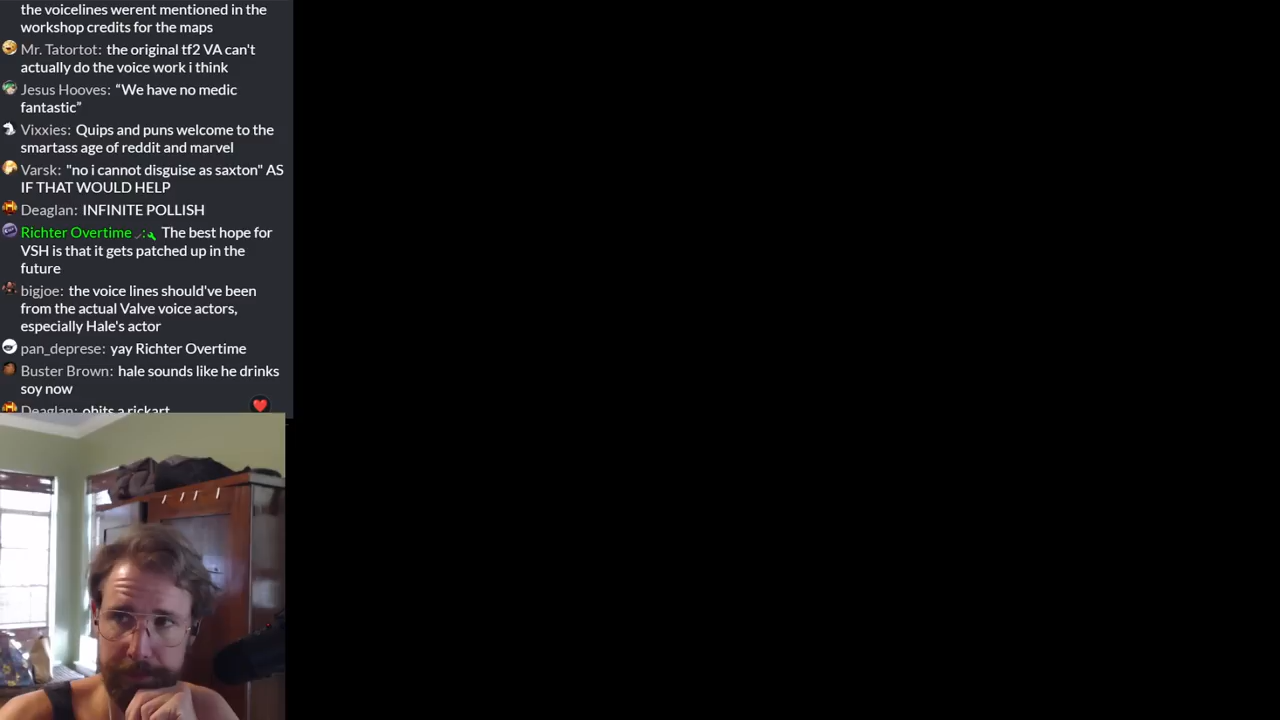 the voicelines werent mentioned in the
workshop credits for the maps
Mr. Tatortot: the original tf2 VA can't
actually do the voice work i think
Jesus Hooves: “We have no medic
fantastic”
Vixxies: Quips and puns welcome to the
smartass age of reddit and marvel
Varsk: "no i cannot disguise as saxton" AS
IF THAT WOULD HELP
Deaglan: INFINITE POLLISH
Richter Overtime: The best hope for
VSH is that it gets patched up in the
future
bigjoe: the voice lines should've been
from the actual Valve voice actors,
especially Hale's actor
pan_deprese: yay Richter Overtime
Buster Brown: hale sounds like he drinks
soy now
Deaglan: ohits a rickart